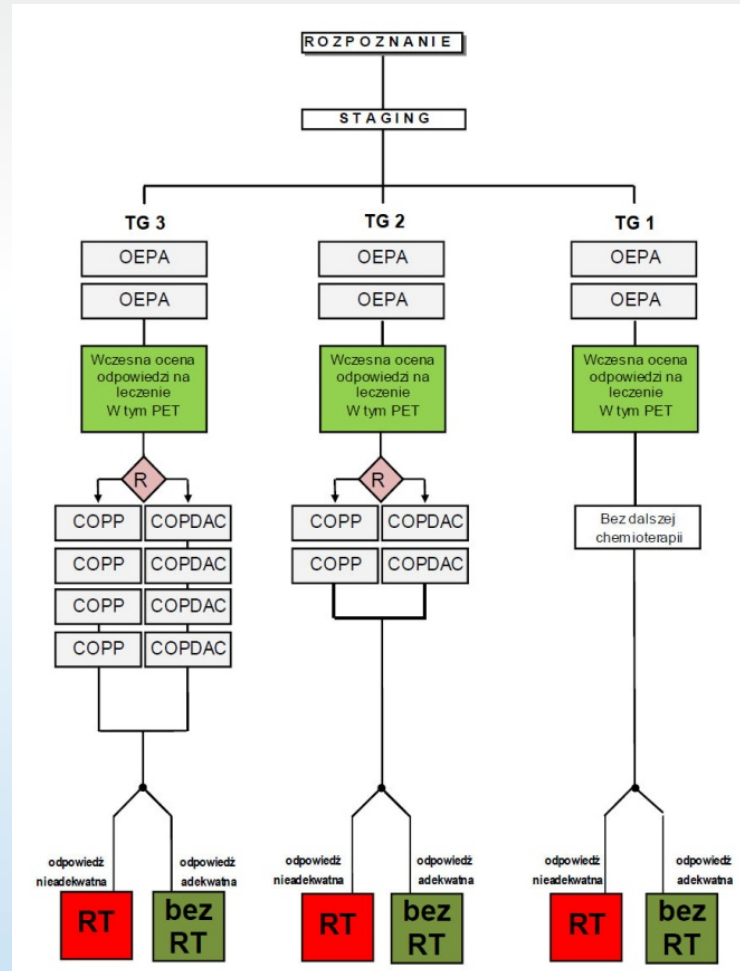 ROZPOZNANIE
STAGING
TG 3
OEPA
OEPA
Wczesna ocena
odpowiedzi na
leczenie
W tym PET
R
COPP COPDAC
COPP COPDAC
COPP COPDAC
COPP COPDAC
odpowiedź
nieadekwatna
RT
odpowiedź
adekwatna
bez
RT
TG 2
OEPA
OEPA
Wczesna ocena
odpowiedzi na
leczenie
W tym PET
R
COPP COPDAC
COPP COPDAC
odpowiedź
nieadekwatna
RT
odpowiedź
adekwatna
bez
RT
TG 1
OEPA
OEPA
Wczesna ocena
odpowiedzi na
leczenie
W tym PET
Bez dalszej
chemioterapii
odpowiedź
nieadekwatna
RT
odpowiedź
adekwatna
bez
RT